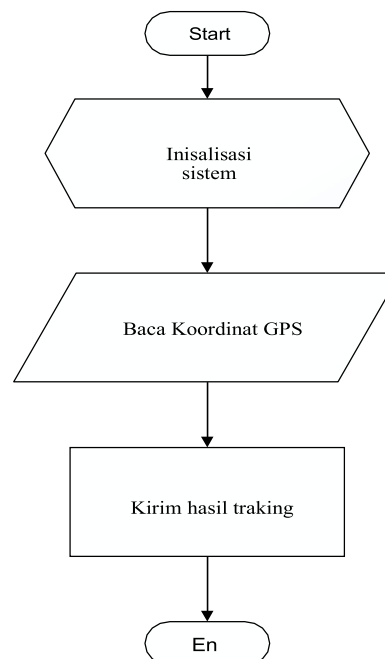 Start
Inisalisasi
sistem
Baca Koordinat GPS
Kirim hasil traking
En